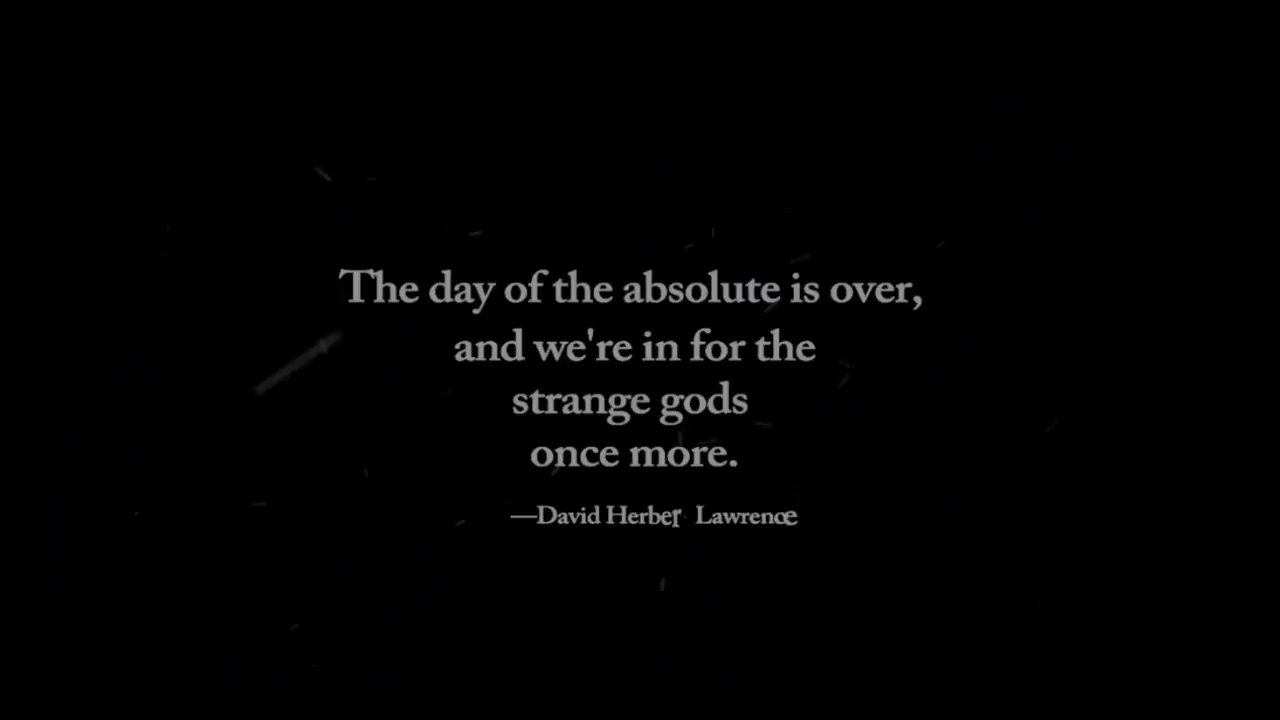 The day of the absolute is over,
and we're in for the
strange gods
once more.
—David Herber Lawrence